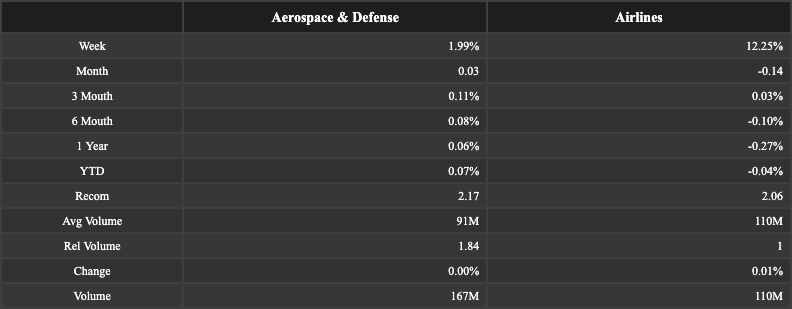 Aerospace & Defense Airlines
Week 1.99% 12.25%
Month 0.03 -0.14
3 Mouth 0.11% 0.03%
6 Mouth 0.08% -0.10%
1 Year 0.06% -0.27%
YTD 0.07% -0.04%
Recom 2.17 2.06
Avg Volume 91M 110M
Rel Volume 1.84 1
Change 0.00% 0.01%
Volume 167M 110M